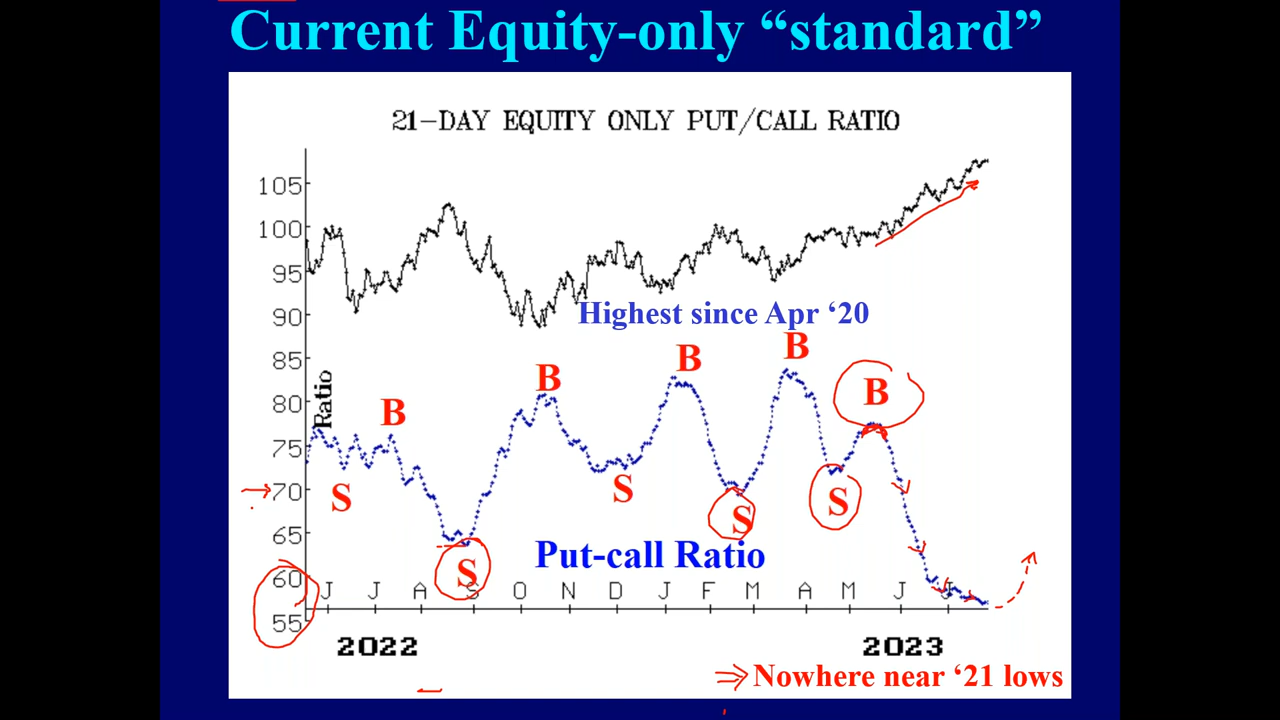 Current Equity-only “standard”
21-DAY EQUITY ONLY PUT/CALL RATIO
105
100
95
90
Highest since Apr ‘20
85
80
75
70
65
60
55
Ratio
B
B
B
B
B
S
S
S
S
S
Put-call Ratio
J J A S O N D J F M A M J J
2022 2023
Nowhere near ‘21 lows